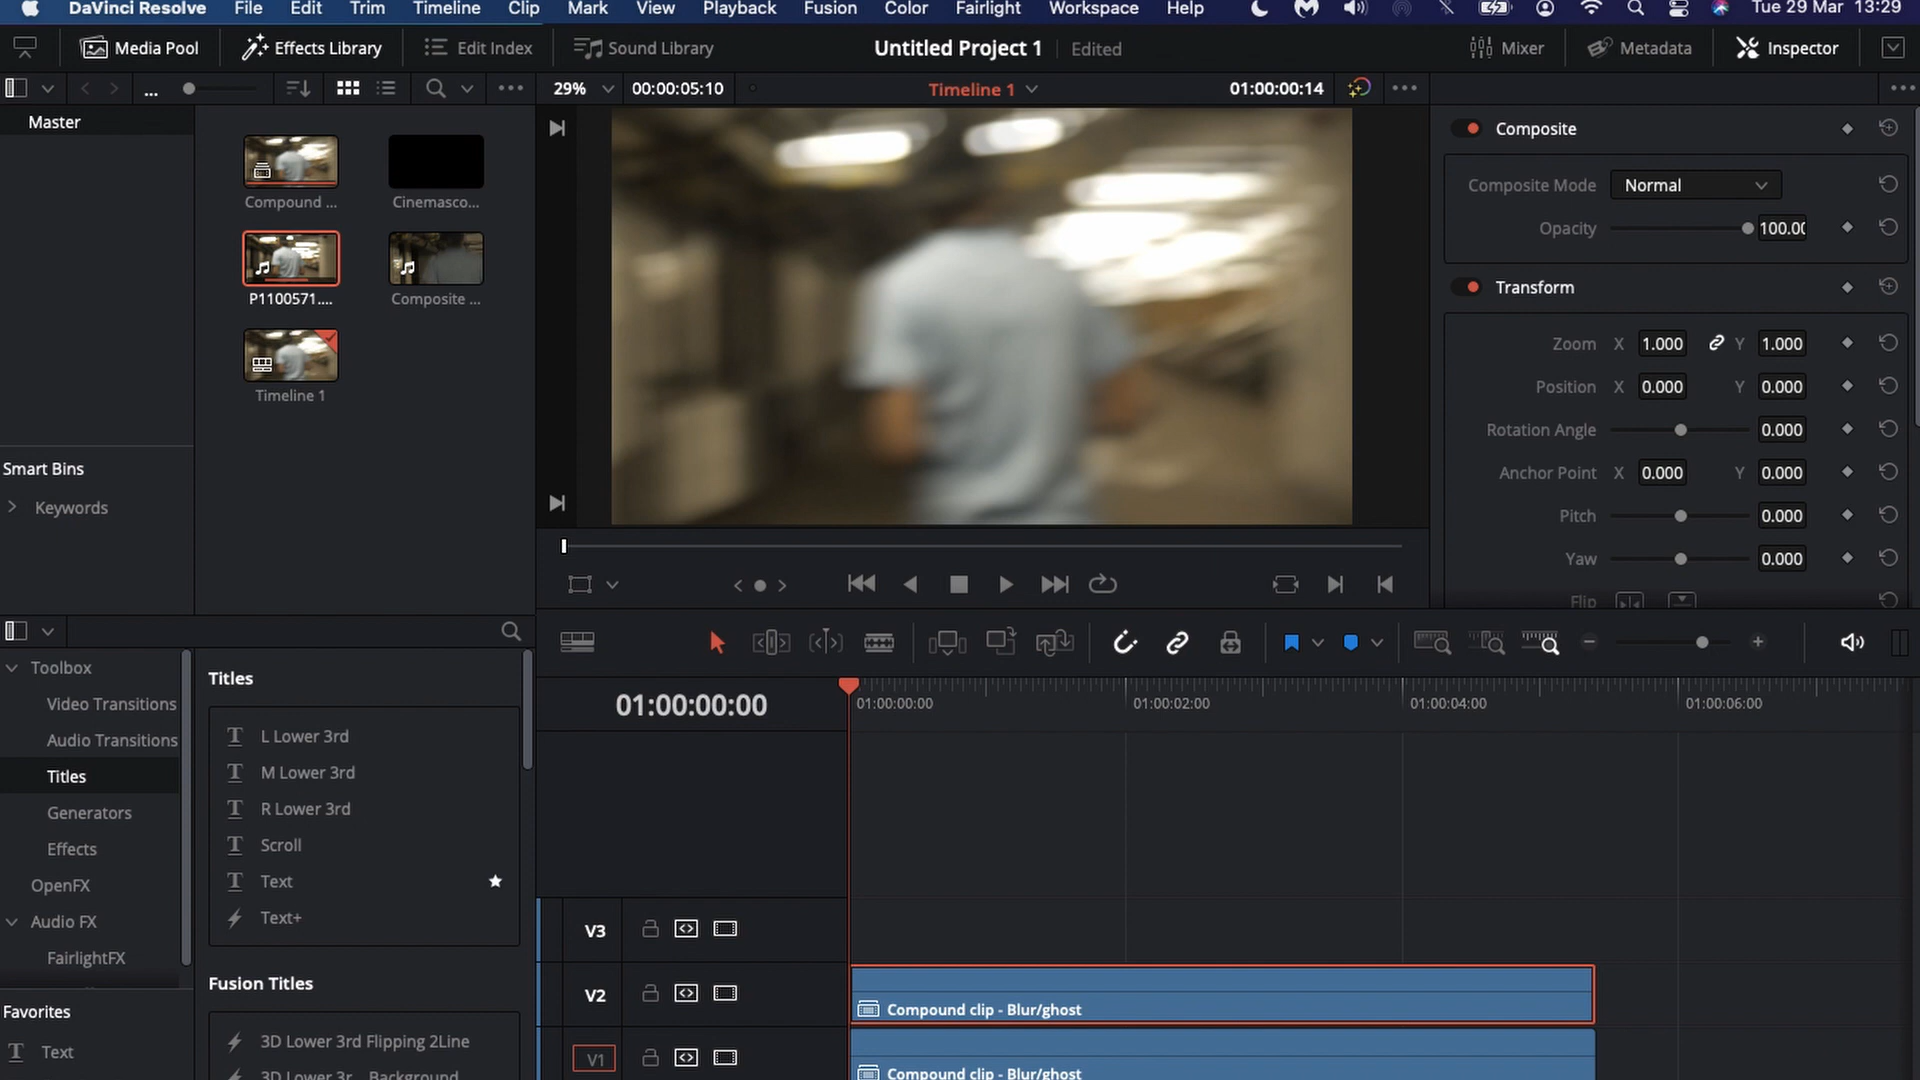 DaVinci Resolve File Edit Trim Timeline Clip Mark View Playback Fusion Color Fairlight Workspace Help Tue 29 Mar 13:29
Media Pool Effects Library Edit Index Sound Library Untitled Project 1 Edited Mixer Metadata Inspector
... 29% 00:00:05:10 Timeline 1 01:00:00:14
Master
Compound ... Cinemasco...
P1100571.... Composite ...
Timeline 1
Smart Bins
Keywords
Composite
Composite Mode Normal
Opacity 100.00
Transform
Zoom X 1.000 Y 1.000
Position X 0.000 Y 0.000
Rotation Angle 0.000
Anchor Point X 0.000 Y 0.000
Pitch 0.000
Yaw 0.000
Flip
Toolbox
Video Transitions
Audio Transitions
Titles
Generators
Effects
OpenFX
Audio FX
FairlightFX
Favorites
Text
Titles
L Lower 3rd
M Lower 3rd
R Lower 3rd
Scroll
Text
Text+
Fusion Titles
3D Lower 3rd Flipping 2Line
3D Lower 3r... Background
01:00:00:00 01:00:00:00 01:00:02:00 01:00:04:00 01:00:06:00
V3
V2 Compound clip - Blur/ghost
V1 Compound clip - Blur/ghost